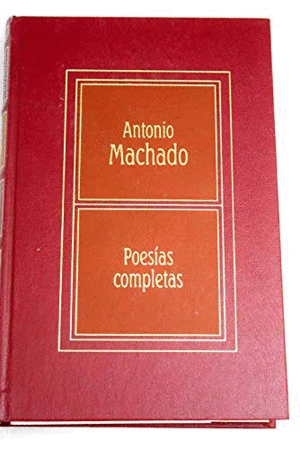 Antonio
Machado
Poesías
completas